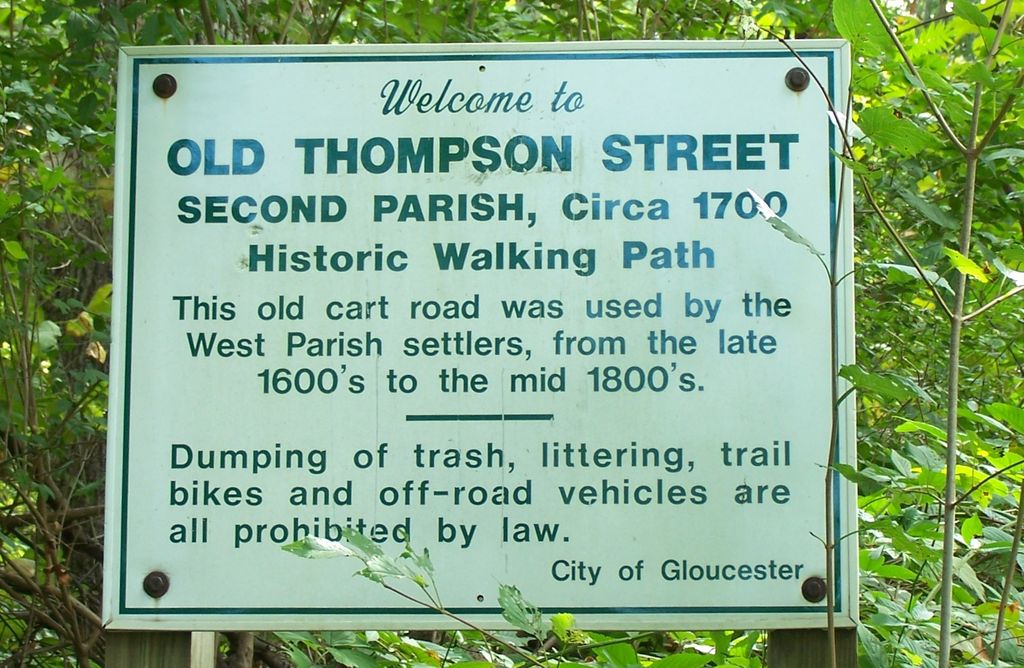 Welcome to
OLD THOMPSON STREET
SECOND PARISH, Circa 1700
Historic Walking Path
This old cart road was used by the
West Parish settlers, from the late
1600's to the mid 1800's.
Dumping of trash, littering, trail
bikes and off-road vehicles are
all prohibited by law.
City of Gloucester